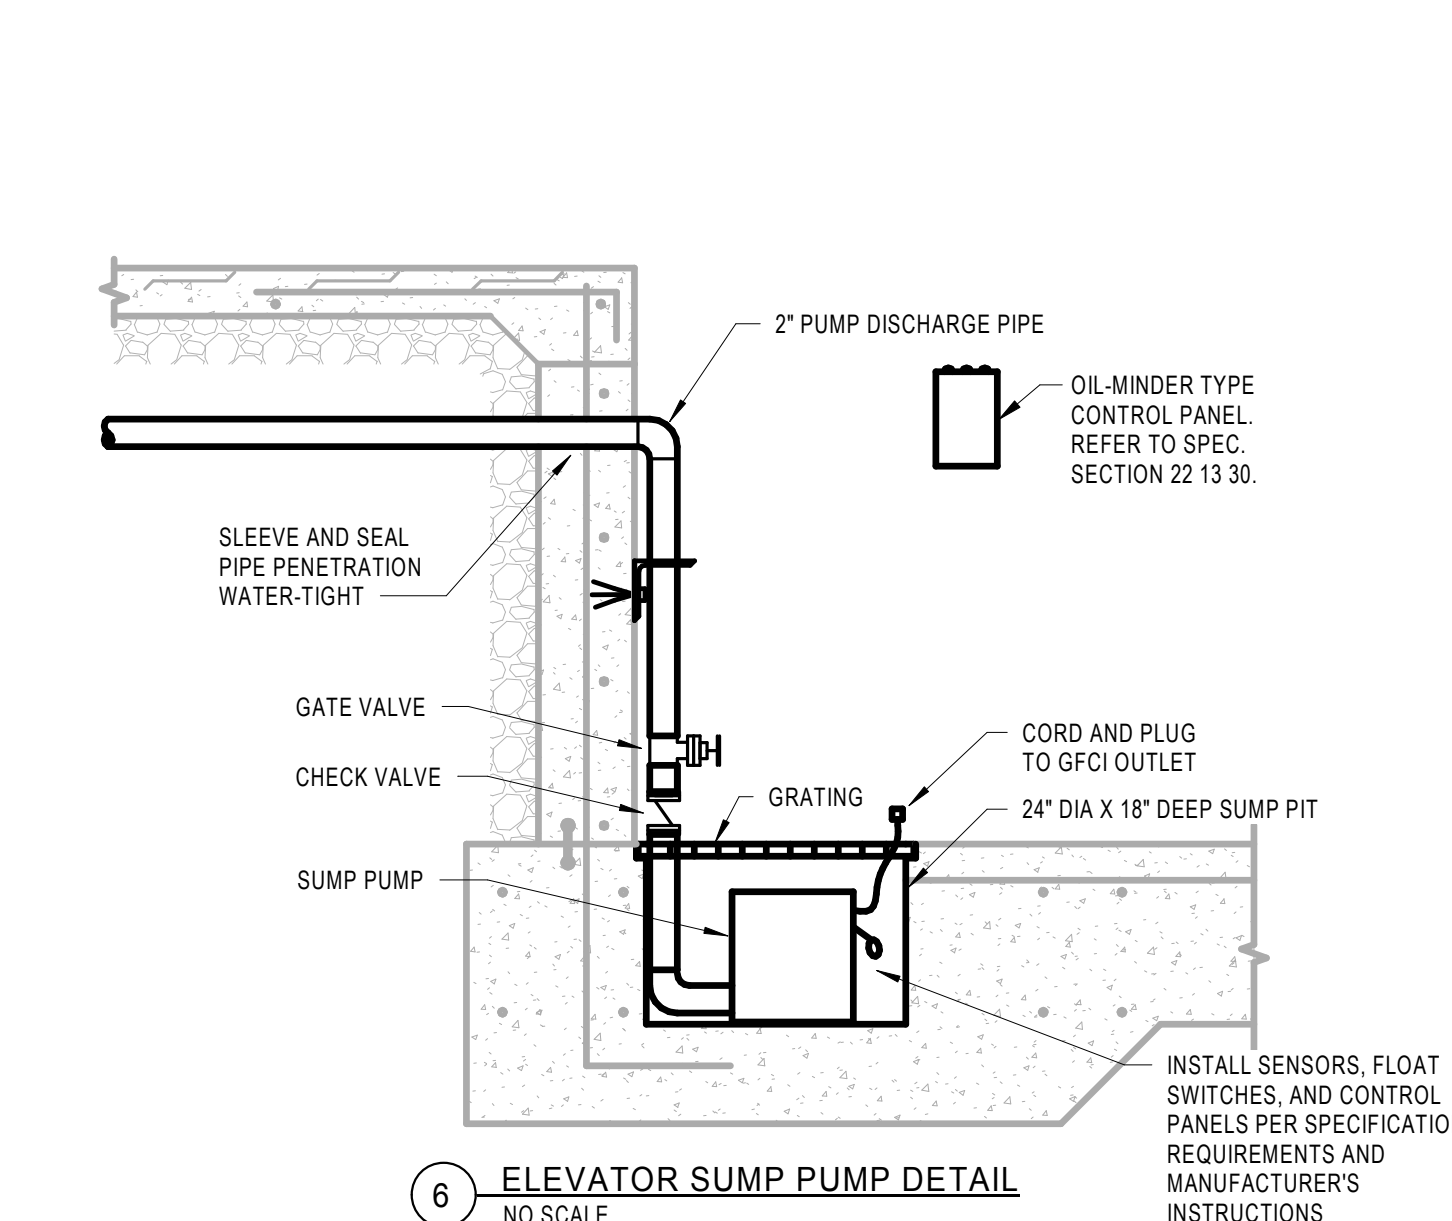 2" PUMP DISCHARGE PIPE
OIL-MINDER TYPE
CONTROL PANEL.
REFER TO SPEC.
SECTION 22 13 30.
SLEEVE AND SEAL
PIPE PENETRATION
WATER-TIGHT
GATE VALVE
CHECK VALVE
SUMP PUMP
GRATING
CORD AND PLUG
TO GFCI OUTLET
24" DIA X 18" DEEP SUMP PIT
INSTALL SENSORS, FLOAT
SWITCHES, AND CONTROL
PANELS PER SPECIFICATIO
REQUIREMENTS AND
MANUFACTURER'S
INSTRUCTIONS
6
ELEVATOR SUMP PUMP DETAIL
NO SCALE